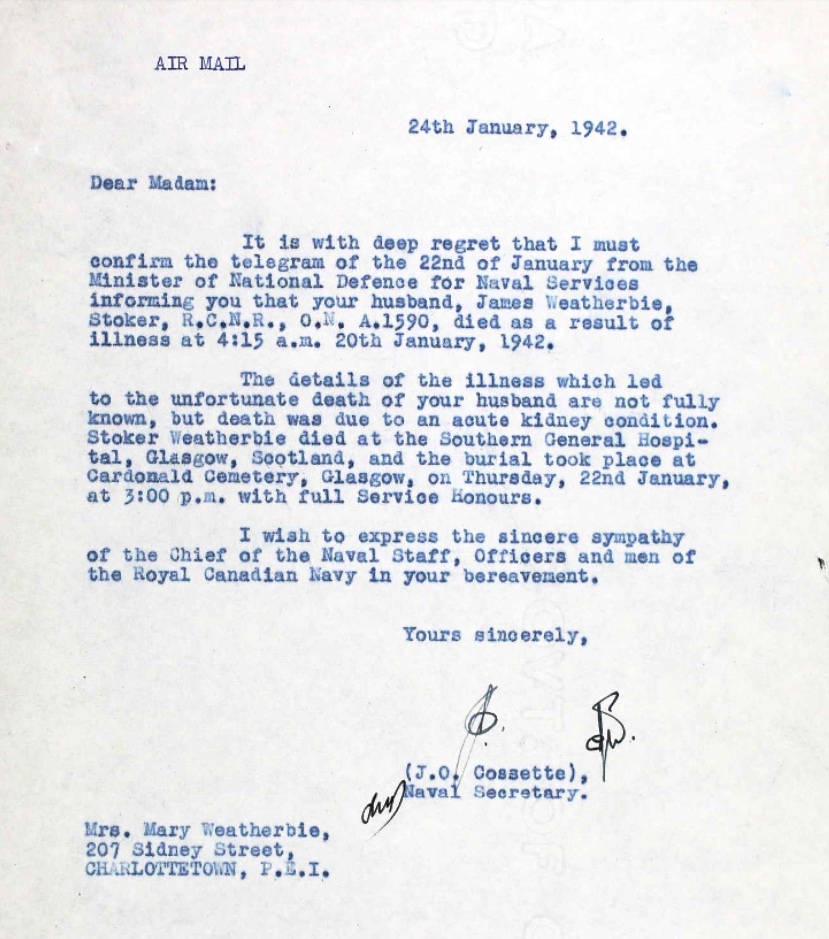 AIR MAIL
24th January, 1942.
Dear Madam:
It is with deep regret that I must
confirm the telegram of the 22nd of January from the
Minister of National Defence for Naval Services
informing you that your husband, James Weatherbie,
Stoker, R.C.N.R., O.N. A.1590, died as a result of
illness at 4:15 a.m. 20th January, 1942.
The details of the illness which led
to the unfortunate death of your husband are not fully
known, but death was due to an acute kidney condition.
Stoker Weatherbie died at the Southern General Hospi-
tal, Glasgow, Scotland, and the burial took place at
Cardonald Cemetery, Glasgow, on Thursday, 22nd January,
at 3:00 p.m. with full Service Honours.
I wish to express the sincere sympathy
of the Chief of the Naval Staff, Officers and men of
the Royal Canadian Navy in your bereavement.
Yours sincerely,
(J.O. Cossette),
Naval Secretary.
Mrs. Mary Weatherbie,
207 Sidney Street,
CHARLOTTETOWN, P.E.I.